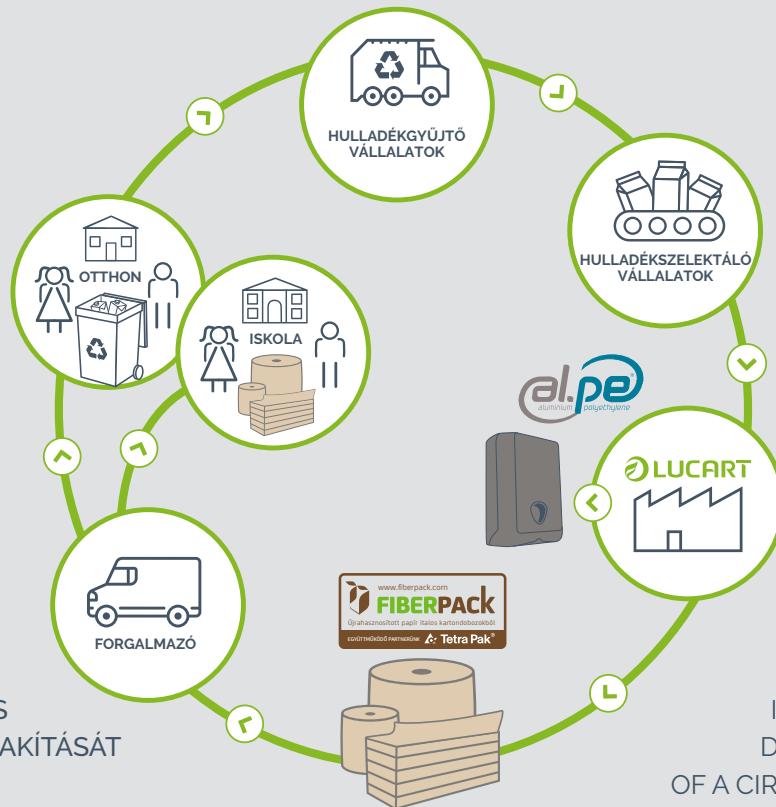 HULLADÉKGYŰJTŐ
VÁLLALATOK
HULLADÉKSZELEKTÁLÓ
VÁLLALATOK
OTTHON
ISKOLA
al.pe®
aluminium polyethylene
LUCART
www.fiberpack.com
FIBERPACK
Újrahasznosított papír italos kartondobozokból
EGYÜTTMŰKÖDŐ PARTNERÜNK Tetra Pak®
FORGALMAZÓ
S
AKÍTÁSÁT
I
D
OF A CIR